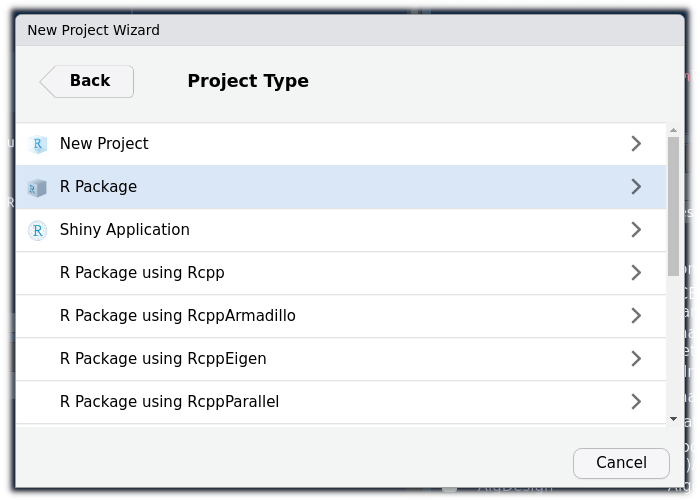 New Project Wizard
Back
Project Type
R New Project
R R Package
R Shiny Application
R Package using Rcpp
R Package using RcppArmadillo
R Package using RcppEigen
R Package using RcppParallel
Cancel
AlgDesign